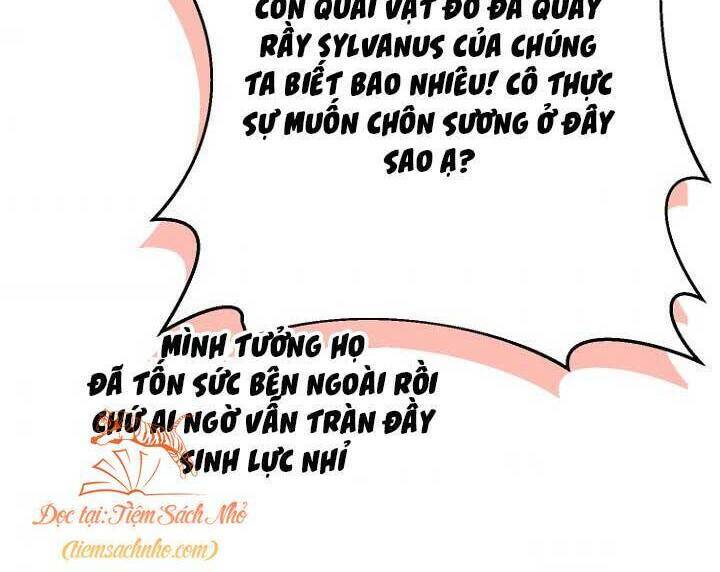 CON QUÁI VẬT ĐÓ ĐÃ QUẤY
RẦY SYLVANUS CỦA CHÚNG
TA BIẾT BAO NHIÊU! CÔ THỰC
SỰ MUỐN CHÔN SƯƠNG Ở ĐÂY
SAO Ạ?
MÌNH TƯỞNG HỌ
ĐÃ TỐN SỨC BÊN NGOÀI RỒI
CHỨ AI NGỜ VẪN TRÀN ĐẦY
SINH LỰC NHỈ
Đọc tại: Tiệm Sách Nhỏ
(tiemsachnho.com)